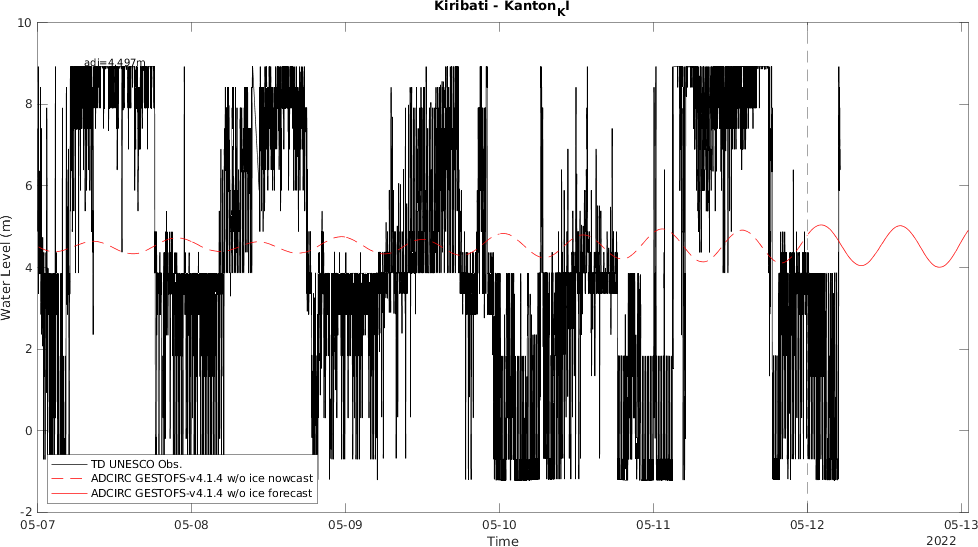 Kiribati - Kanton_KI
adj=4.497m
10
8
6
4
2
0
-2
Water Level (m)
TD UNESCO Obs.
ADCIRC GESTOFS-v4.1.4 w/o ice nowcast
ADCIRC GESTOFS-v4.1.4 w/o ice forecast
05-07 05-08 05-09 05-10 05-11 05-12 05-13
Time
2022